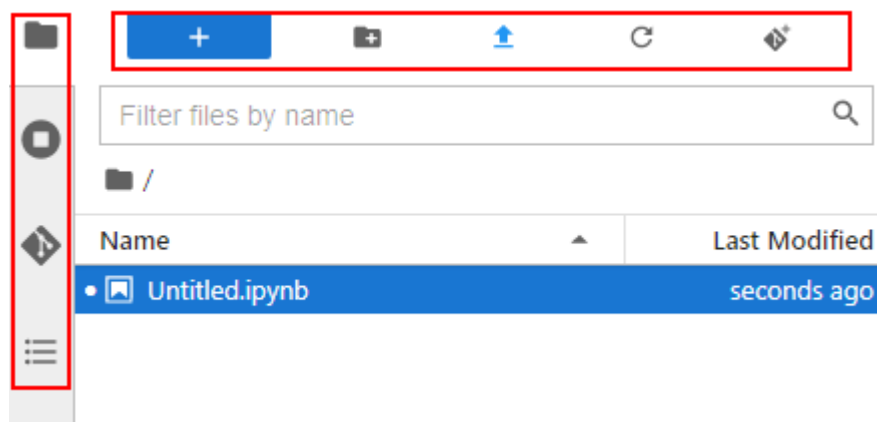 Filter files by name
/
Name Last Modified
Untitled.ipynb seconds ago